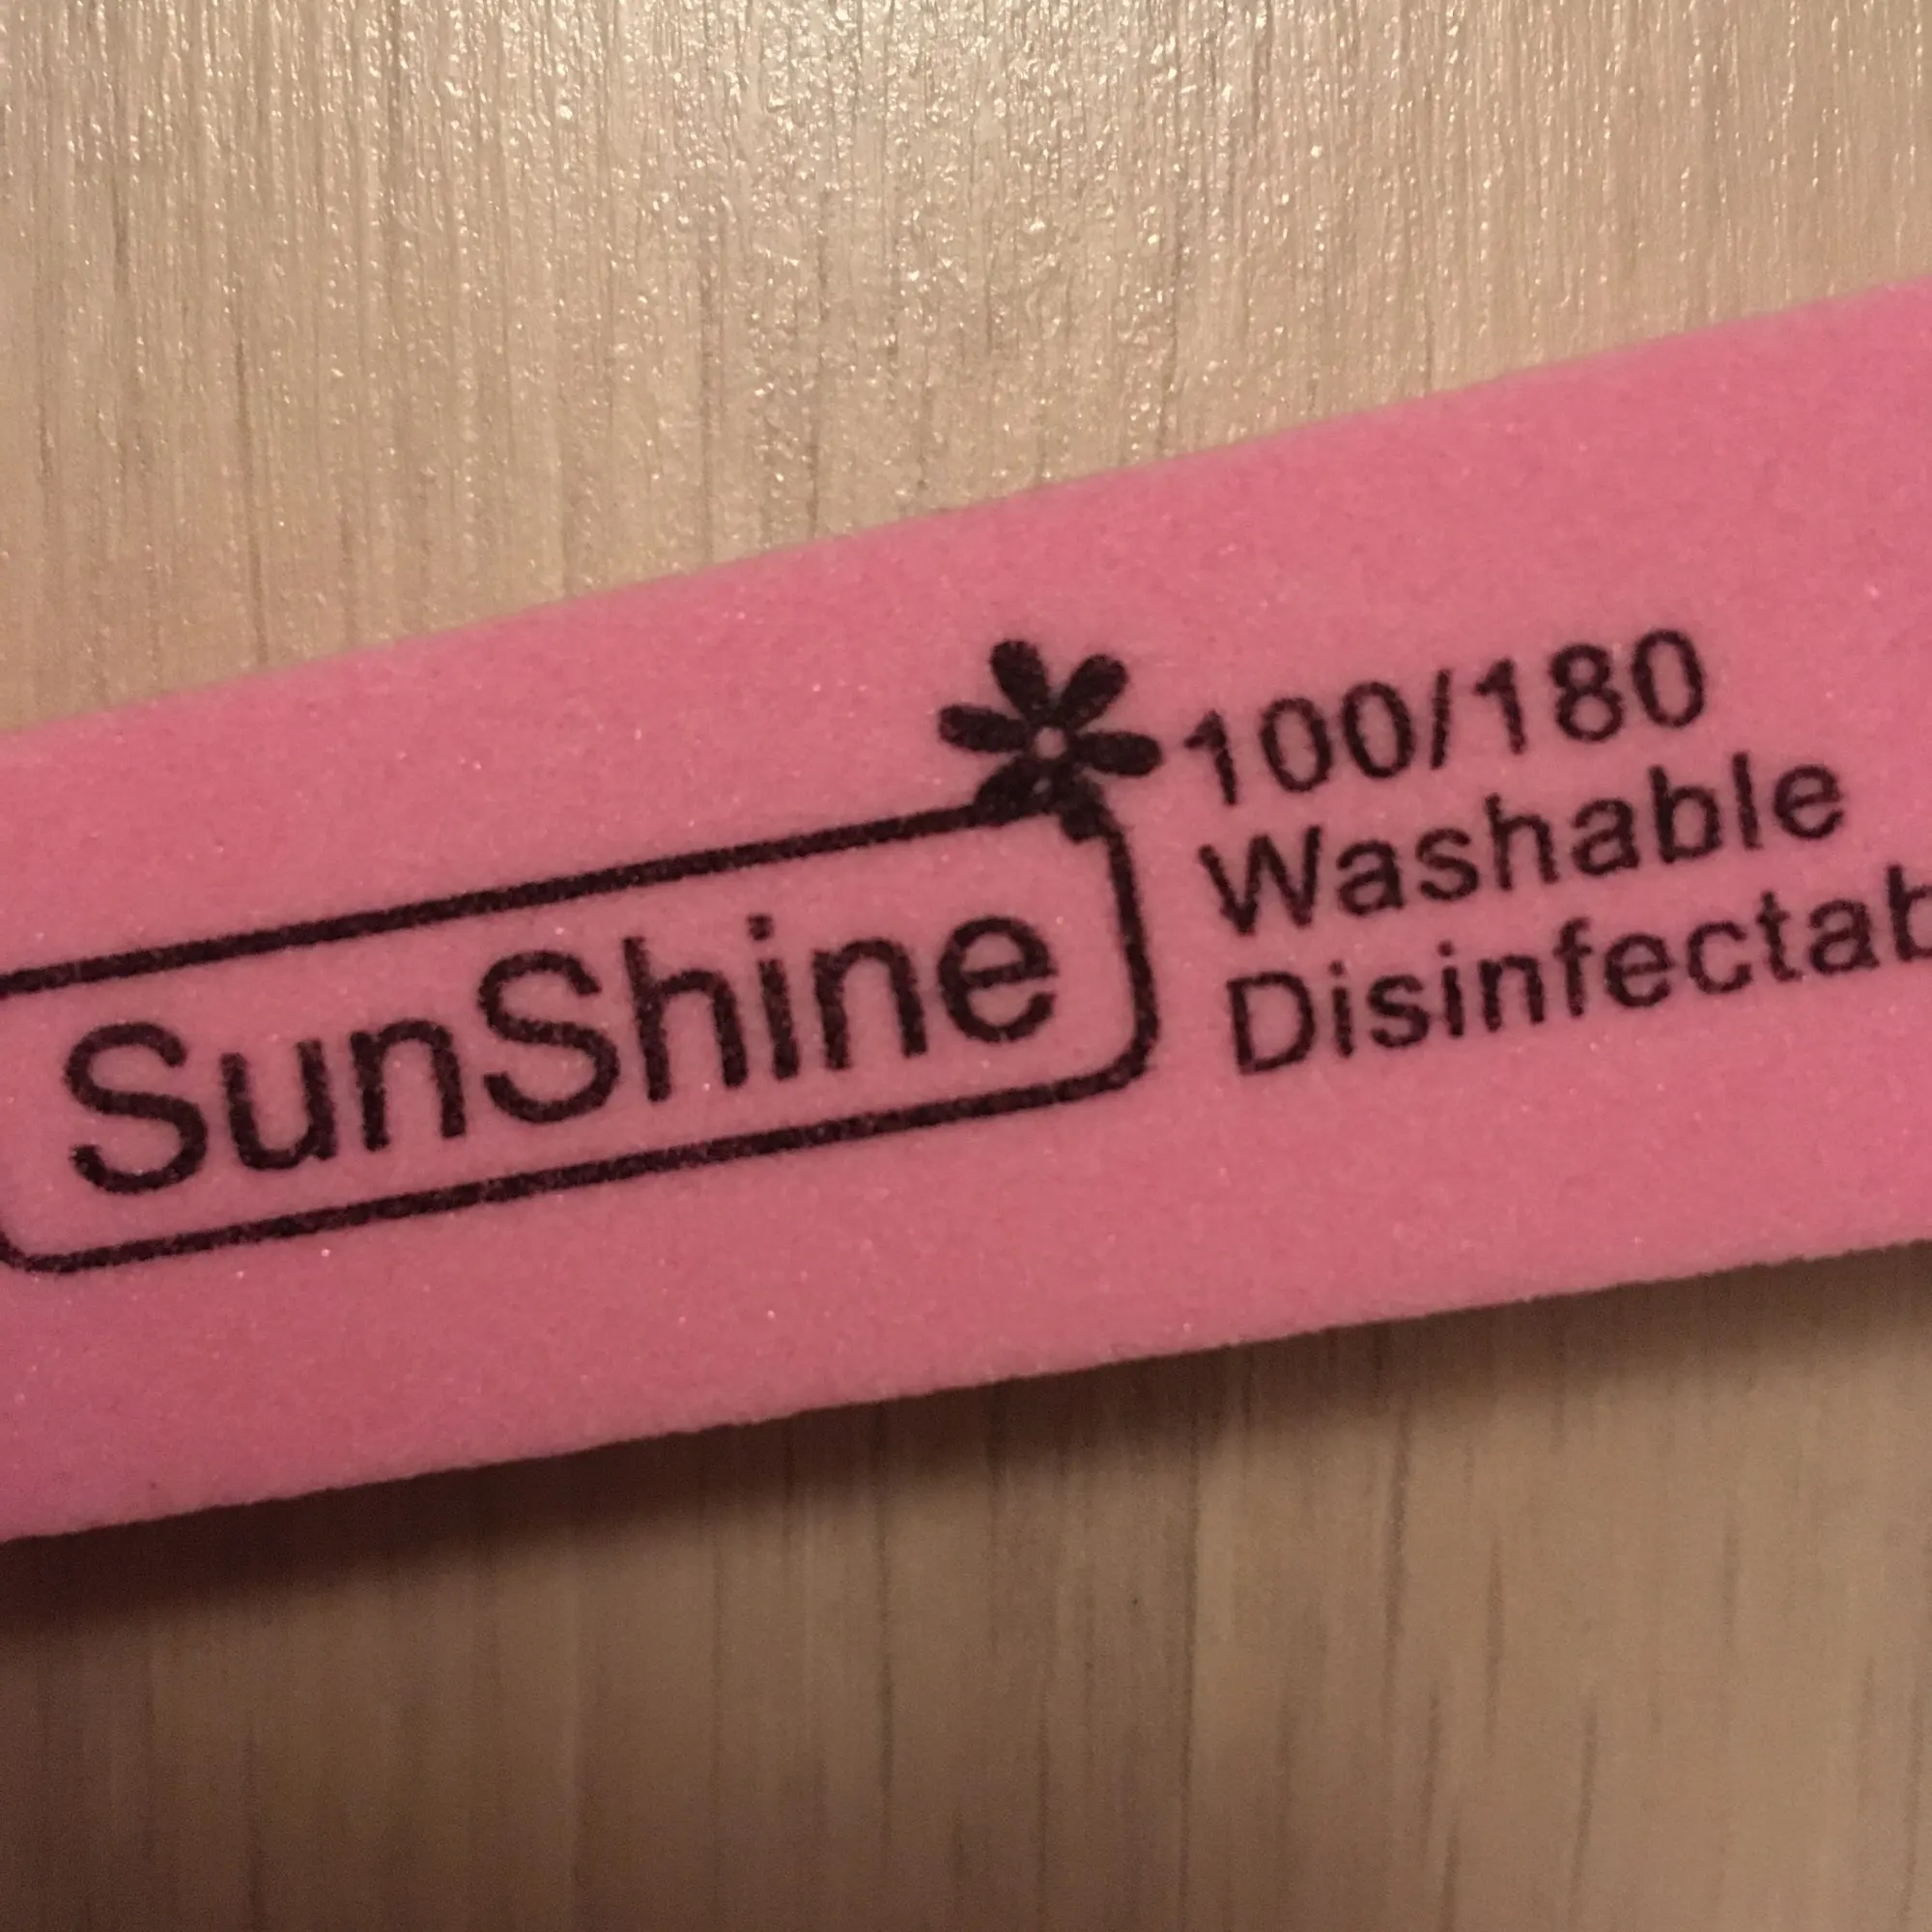 SunShine
100/180
Washable
Disinfectab